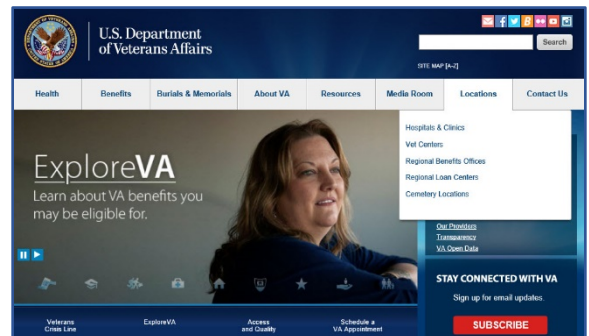 U.S. Department
of Veterans Affairs
Search
SITE MAP [A-Z]
Health
Benefits
Burials & Memorials
About VA
Resources
Media Room
Locations
Contact Us
Hospitals & Clinics
Vet Centers
Regional Benefits Offices
Regional Loan Centers
Cemetery Locations
ExploreVA
Learn about VA benefits you
may be eligible for.
Our Providers
Transparency
VA Open Data
STAY CONNECTED WITH VA
Sign up for email updates.
SUBSCRIBE
Veterans
Crisis Line
ExploreVA
Access
and Quality
Schedule a
VA Appointment